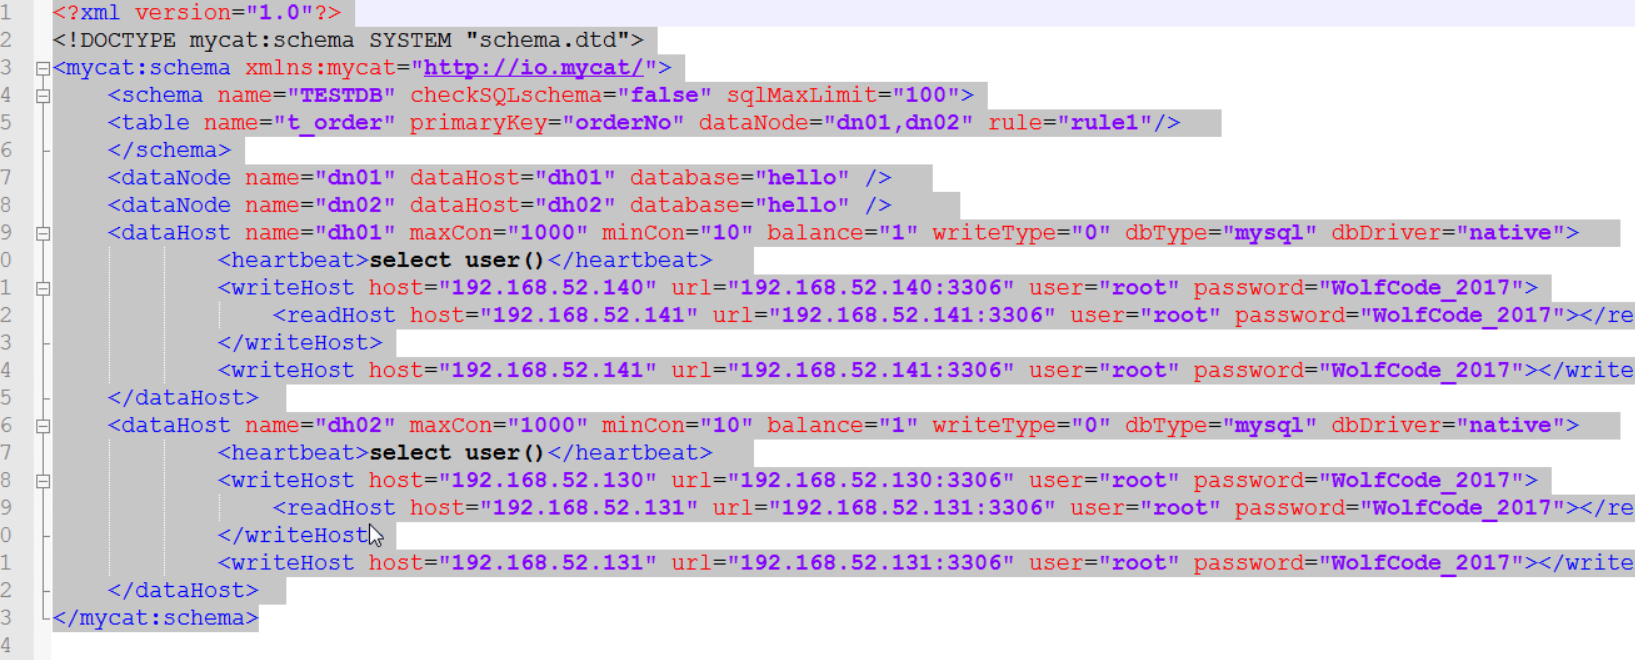 1 <?xml version="1.0"?>
2 <!DOCTYPE mycat:schema SYSTEM "schema.dtd">
3 <mycat:schema xmlns:mycat="http://io.mycat/">
4 <schema name="TESTDB" checkSQLschema="false" sqlMaxLimit="100">
5 <table name="t_order" primaryKey="orderNo" dataNode="dn01,dn02" rule="rule1"/>
6 </schema>
7 <dataNode name="dn01" dataHost="dh01" database="hello" />
8 <dataNode name="dn02" dataHost="dh02" database="hello" />
9 <dataHost name="dh01" maxCon="1000" minCon="10" balance="1" writeType="0" dbType="mysql" dbDriver="native">
0 <heartbeat>select user()</heartbeat>
1 <writeHost host="192.168.52.140" url="192.168.52.140:3306" user="root" password="WolfCode_2017">
2 <readHost host="192.168.52.141" url="192.168.52.141:3306" user="root" password="WolfCode_2017"></re
3 </writeHost>
4 <writeHost host="192.168.52.141" url="192.168.52.141:3306" user="root" password="WolfCode_2017"></write
5 </dataHost>
6 <dataHost name="dh02" maxCon="1000" minCon="10" balance="1" writeType="0" dbType="mysql" dbDriver="native">
7 <heartbeat>select user()</heartbeat>
8 <writeHost host="192.168.52.130" url="192.168.52.130:3306" user="root" password="WolfCode_2017">
9 <readHost host="192.168.52.131" url="192.168.52.131:3306" user="root" password="WolfCode_2017"></re
0 </writeHost>
1 <writeHost host="192.168.52.131" url="192.168.52.131:3306" user="root" password="WolfCode_2017"></write
2 </dataHost>
3 </mycat:schema>
4